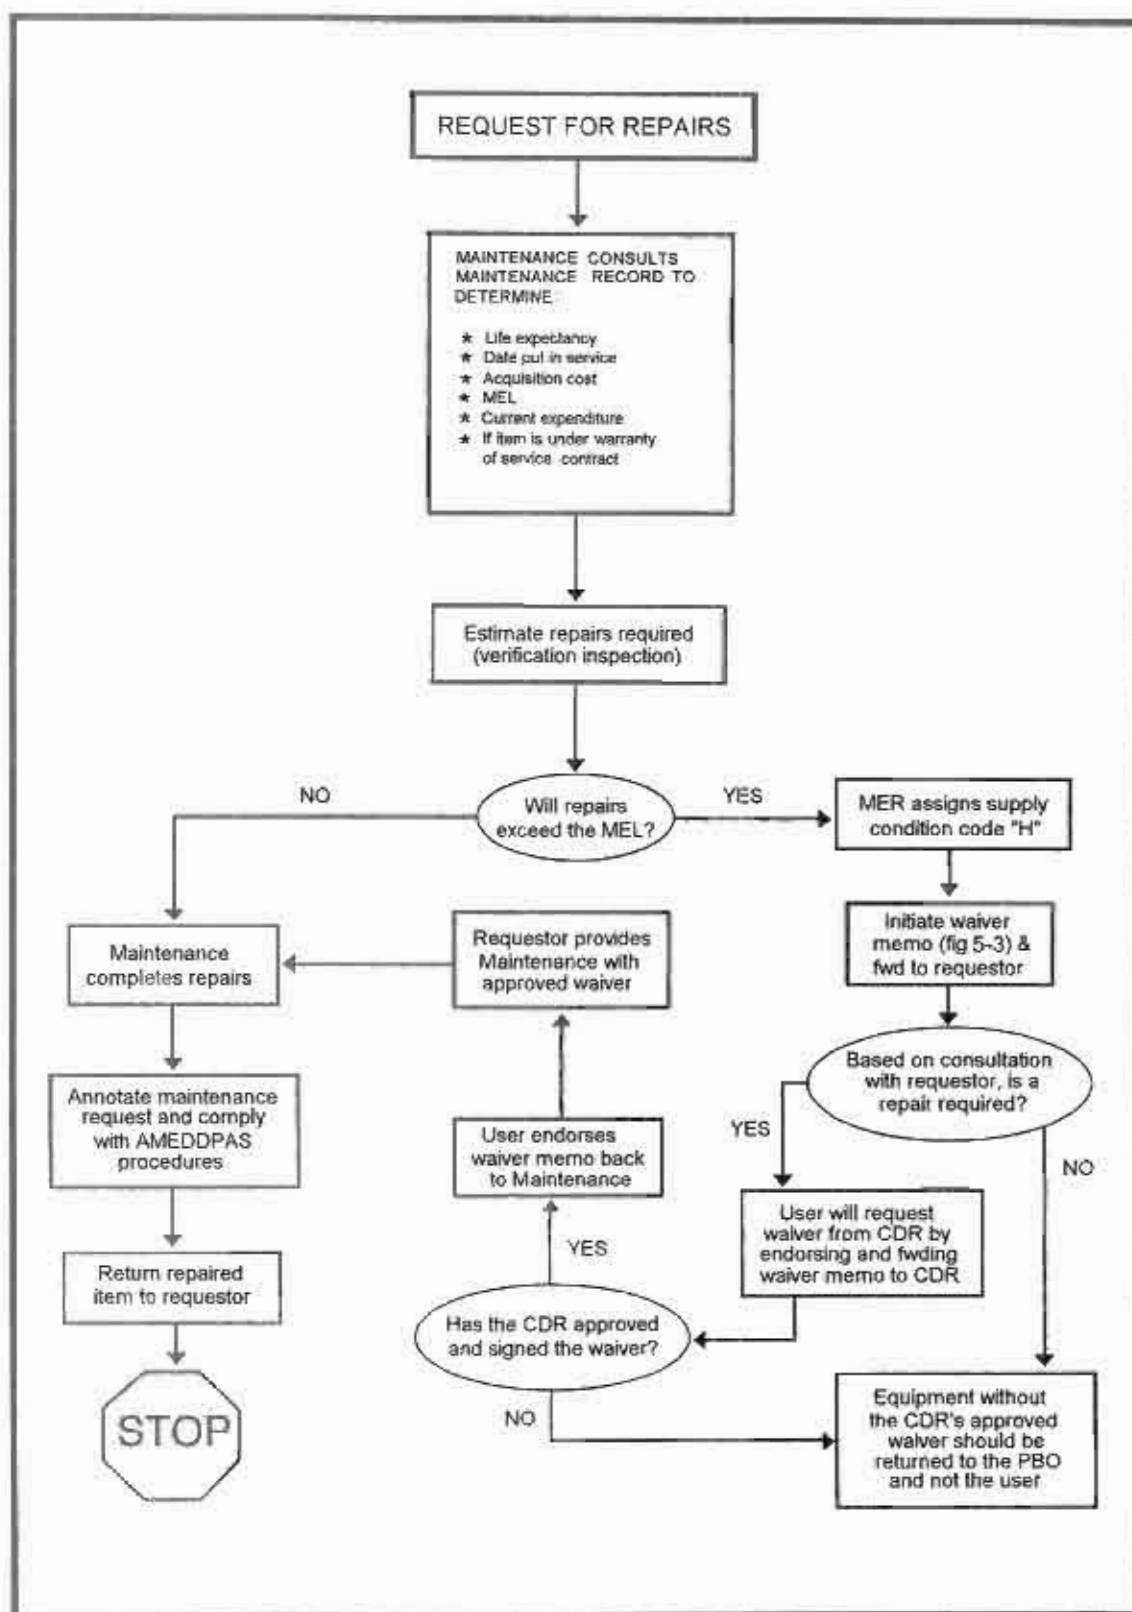 REQUEST FOR REPAIRS
MAINTENANCE CONSULTS
MAINTENANCE RECORD TO
DETERMINE
* Life expectancy
* Date put in service
* Acquisition cost
* MEL
* Current expenditure
* If item is under warranty
of service contract
Estimate repairs required
(verification inspection)
Will repairs
exceed the MEL?
NO
YES
MER assigns supply
condition code "H"
Initiate waiver
memo (fig 5-3) &
fwd to requestor
Based on consultation
with requestor, is a
repair required?
YES
NO
User will request
waiver from CDR by
endorsing and fwding
waiver memo to CDR
Has the CDR approved
and signed the waiver?
YES
NO
User endorses
waiver memo back
to Maintenance
Requestor provides
Maintenance with
approved waiver
Maintenance
completes repairs
Annotate maintenance
request and comply
with AMEDDPAS
procedures
Return repaired
item to requestor
STOP
Equipment without
the CDR's approved
waiver should be
returned to the PBO
and not the user